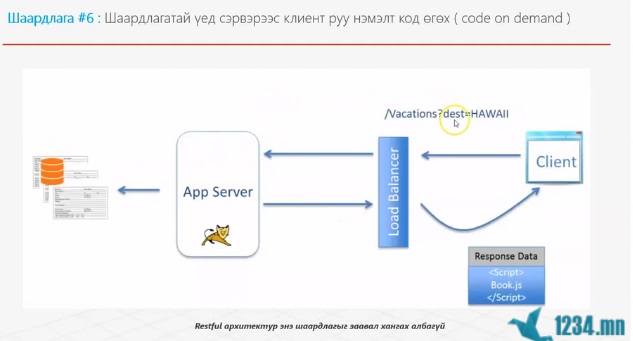 Шаардлага #6 : Шаардлагатай үед сэрвэрээс клиент руу нэмэлт код өгөх ( code on demand )
/Vacations?dest=HAWAII
App Server
Load Balancer
Client
Response Data
<Script>
Book.js
</Script>
Restful архитектур энэ шаардлагыг заавал хангах албагүй
1234.mn